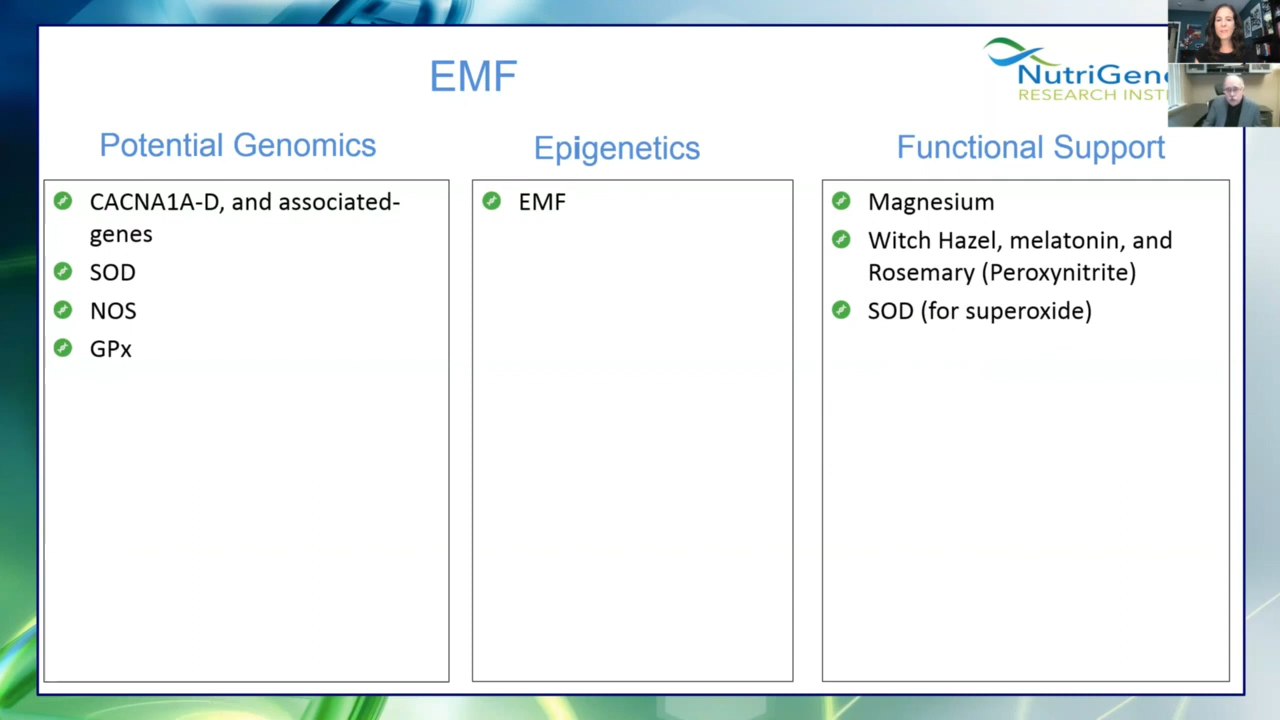 EMF
NutriGene
RESEARCH INSTI
Potential Genomics
Epigenetics
Functional Support
CACNA1A-D, and associated-
genes
SOD
NOS
GPx
EMF
Magnesium
Witch Hazel, melatonin, and
Rosemary (Peroxynitrite)
SOD (for superoxide)